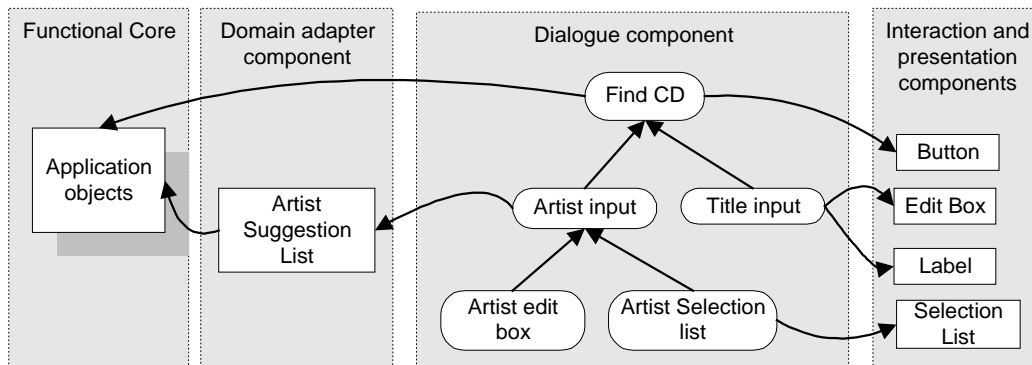 Functional Core
Domain adapter
component
Dialogue component
Interaction and
presentation
components
Find CD
Application
objects
Button
Artist
Suggestion
List
Artist input
Title input
Edit Box
Label
Artist edit
box
Artist Selection
list
Selection
List